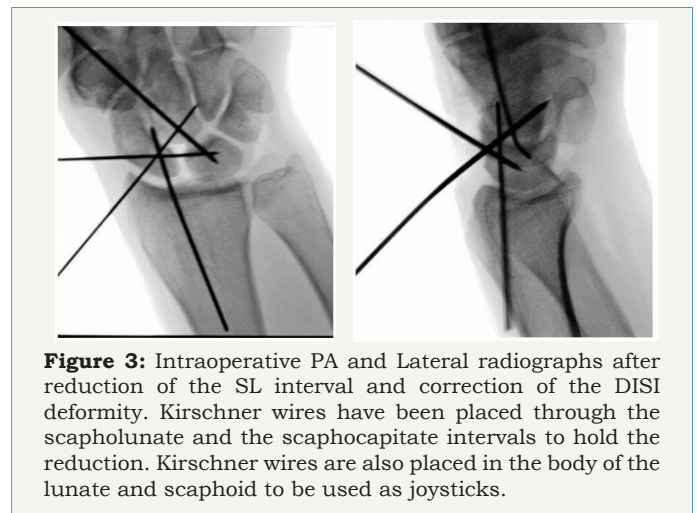 Figure 3: Intraoperative PA and Lateral radiographs after
reduction of the SL interval and correction of the DISI
deformity. Kirschner wires have been placed through the
scapholunate and the scaphocapitate intervals to hold the
reduction. Kirschner wires are also placed in the body of the
lunate and scaphoid to be used as joysticks.